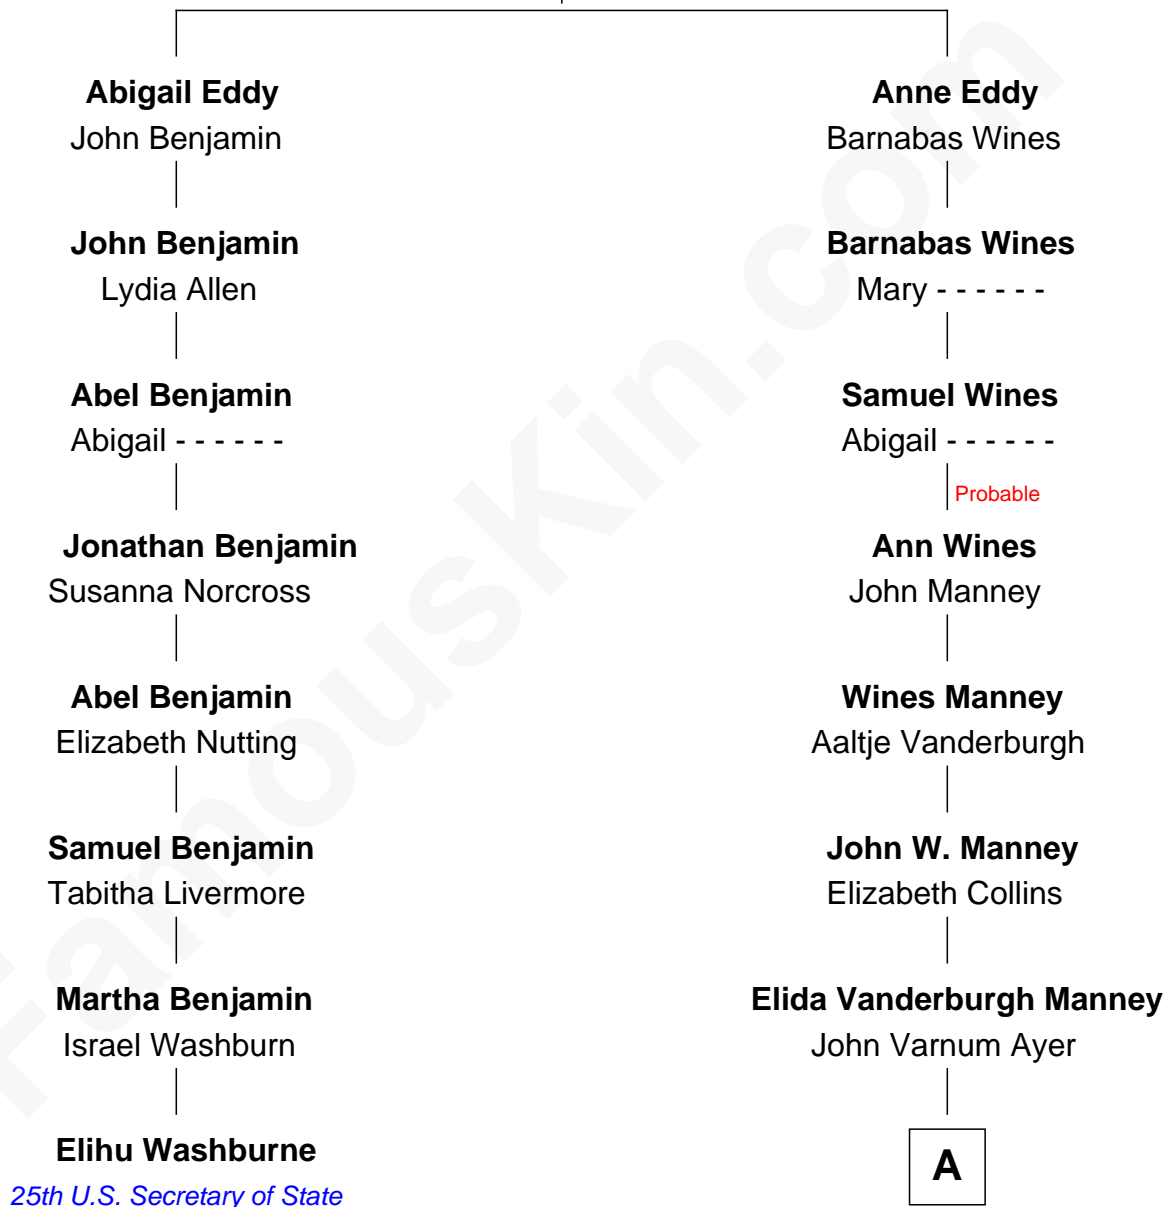 Abigail Eddy
John Benjamin
John Benjamin
Lydia Allen
Abel Benjamin
Abigail - - - - - -
Jonathan Benjamin
Susanna Norcross
Abel Benjamin
Elizabeth Nutting
Samuel Benjamin
Tabitha Livermore
Martha Benjamin
Israel Washburn
Elihu Washburne
25th U.S. Secretary of State
Anne Eddy
Barnabas Wines
Barnabas Wines
Mary - - - - - -
Samuel Wines
Abigail - - - - - -
Probable
Ann Wines
John Manney
Wines Manney
Aaltje Vanderburgh
John W. Manney
Elizabeth Collins
Elida Vanderburgh Manney
John Varnum Ayer
A
FamousKin.com